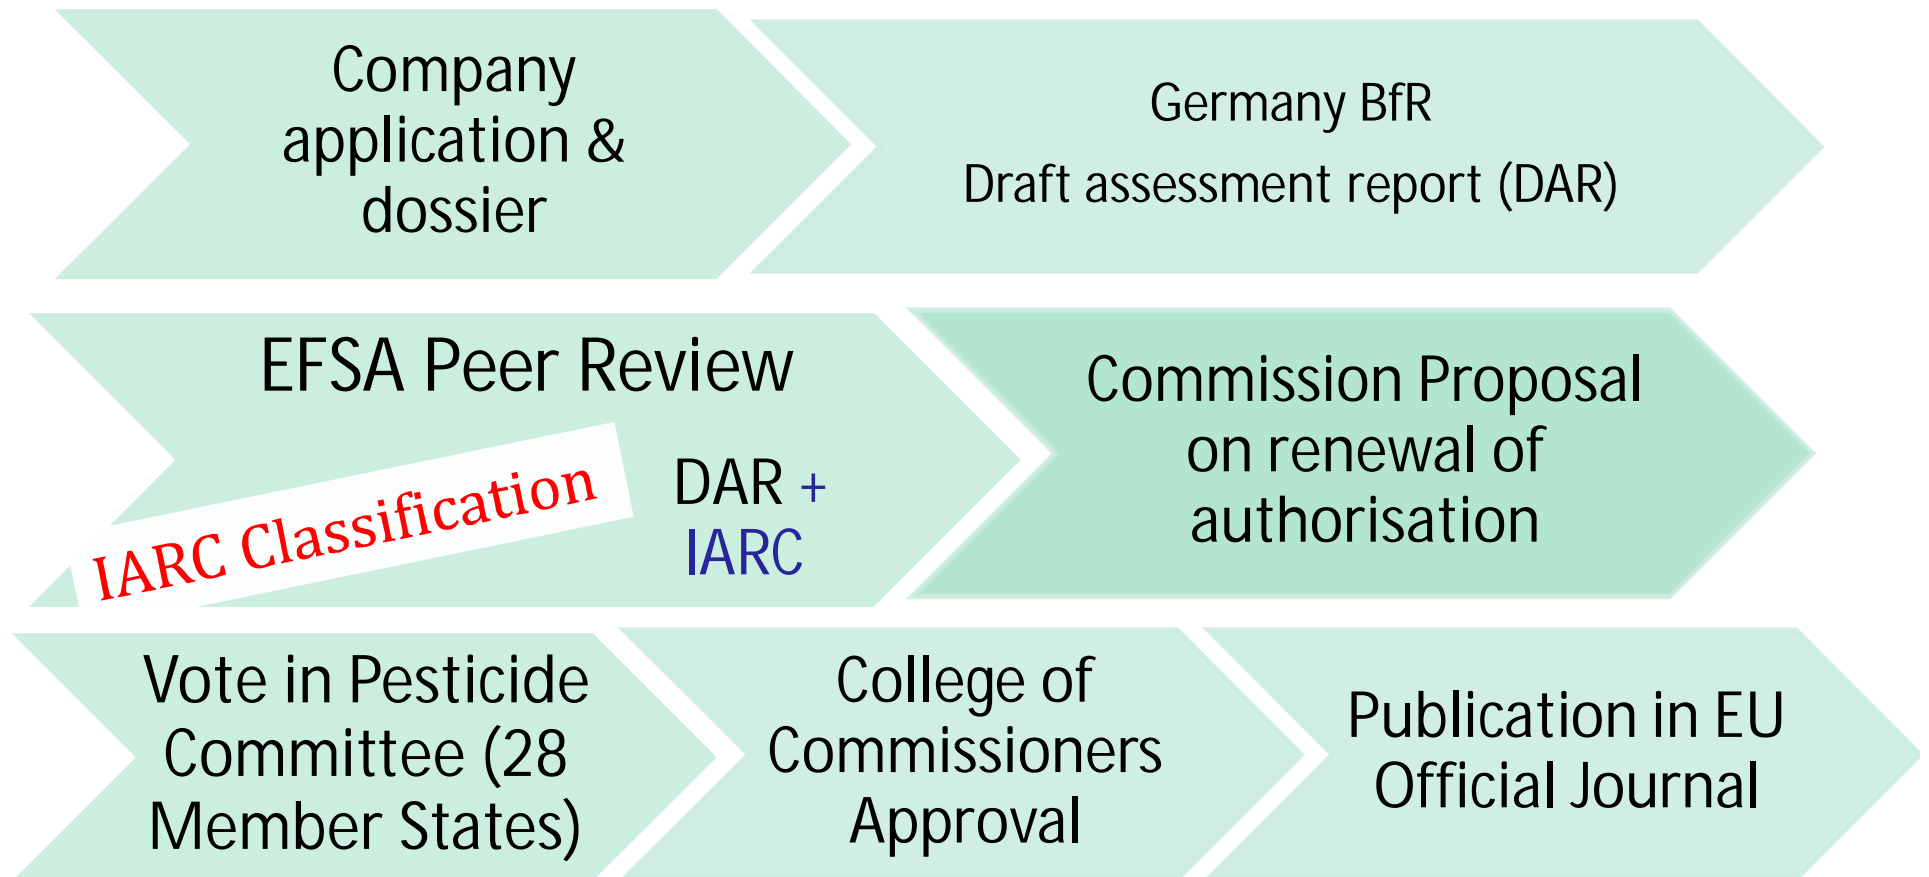 Company
application &
dossier
Germany BfR
Draft assessment report (DAR)
EFSA Peer Review
IARC Classification
DAR +
IARC
Commission Proposal
on renewal of
authorisation
Vote in Pesticide
Committee (28
Member States)
College of
Commissioners
Approval
Publication in EU
Official Journal